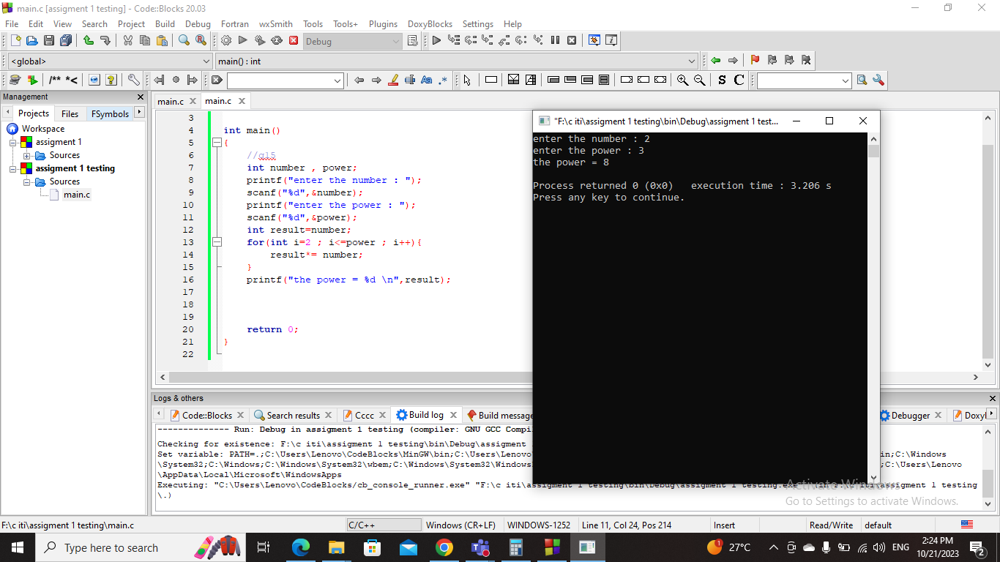 main.c [assigment 1 testing] - Code::Blocks 20.03
File Edit View Search Project Build Debug Fortran wxSmith Tools Tools+ Plugins DoxyBlocks Settings Help
Debug
<global> main() : int
/** *<
Aa .*
S C
Management
main.c main.c
Projects Files FSymbols
Workspace
assigment 1
Sources
assigment 1 testing
Sources
main.c
3
4 int main()
5 {
6 //q15
7 int number , power;
8 printf("enter the number : ");
9 scanf("%d",&number);
10 printf("enter the power : ");
11 scanf("%d",&power);
12 int result=number;
13 for(int i=2 ; i<=power ; i++){
14 result*= number;
15 }
16 printf("the power = %d \n",result);
17
18
19
20 return 0;
21 }
22
"F:\c iti\assigment 1 testing\bin\Debug\assigment 1 test...
enter the number : 2
enter the power : 3
the power = 8
Process returned 0 (0x0) execution time : 3.206 s
Press any key to continue.
Logs & others
Code::Blocks Search results Cccc Build log Build message Debugger Doxyl
-------------- Run: Debug in assigment 1 testing (compiler: GNU GCC Compi
Checking for existence: F:\c iti\assigment 1 testing\bin\Debug\assigment
Set variable: PATH=.;C:\Users\Lenovo\CodeBlocks\MinGW\bin;C:\Users\Lenovo in;C:\Windows
\System32;C:\Windows;C:\Windows\System32\wbem;C:\Windows\System32\Windows ;C:\Users\Lenovo
\AppData\Local\Microsoft\WindowsApps
Executing: "C:\Users\Lenovo\CodeBlocks/cb_console_runner.exe" "F:\c iti\assigment 1 testing\bin\Debug\assigment 1 testing.exe" assigment 1 testing
\.)
Activate Windows
Go to Settings to activate Windows.
F:\c iti\assigment 1 testing\main.c C/C++ Windows (CR+LF) WINDOWS-1252 Line 11, Col 24, Pos 214 Insert Read/Write default
Type here to search
1 27°C ENG 2:24 PM
10/21/2023 2